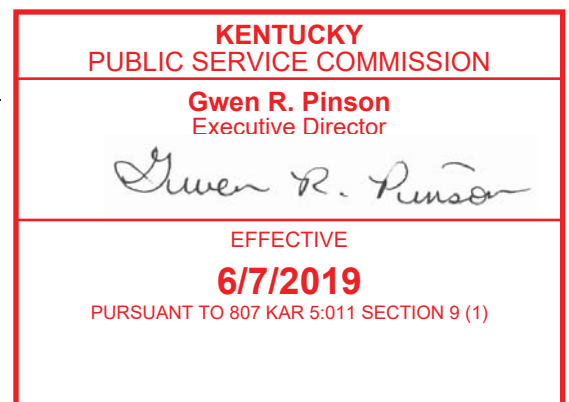 KENTUCKY
PUBLIC SERVICE COMMISSION
Gwen R. Pinson
Executive Director
Gwen R. Pinson
EFFECTIVE
6/7/2019
PURSUANT TO 807 KAR 5:011 SECTION 9 (1)